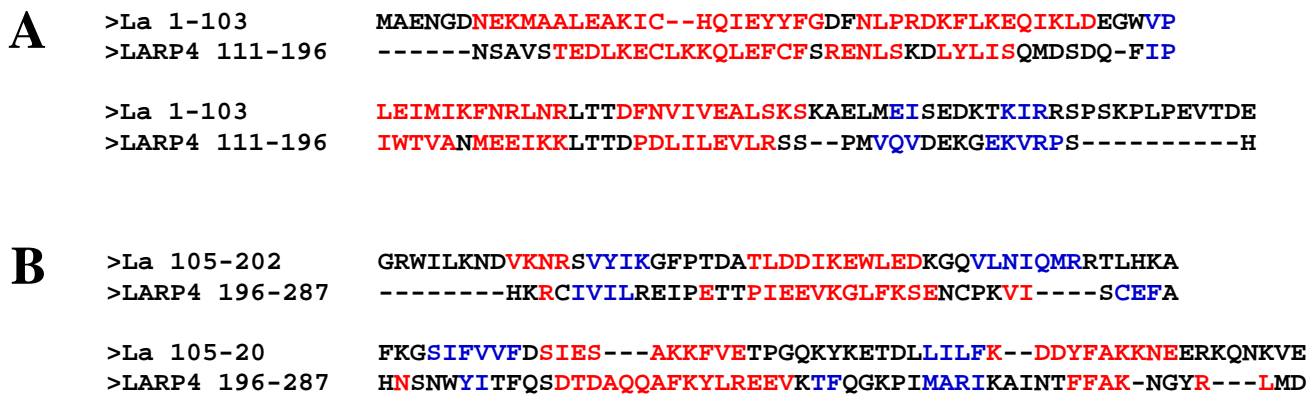 A
>La 1-103 MAENGDNEKMAALEAKIC--HQIEYYFGDFNLPRDKFLKEQIKLDEGWVP
>LARP4 111-196 ------NSAVSTEDLKECLKKQLEFCFSRENLSKDLYLISQMDSDQ-FIP
>La 1-103 LEIMIKFNRLNRLTTDFNVIVEALSKSKAELMEISEDKTKIRRSPSKPLPEVTDE
>LARP4 111-196 IWTVANMEEIKKLTTDPDLILEVLRSS--PMVQVDEKGEKVRPS----------H
B
>La 105-202 GRWILKNDVKNRSVYIKGFPTDATLDDIKEWLEDKGQVLNIQMRRTLHKA
>LARP4 196-287 --------HKRCIVILREIPETTPIEEVKGLFKSENCPKVI----SCEFA
>La 105-20 FKGSIFVVFDSIES---AKKFVETPGQKYKETDLLILFK--DDYFAKKNEERKQNKVE
>LARP4 196-287 HNSNWYITFQSDTDAQQAFKYLREEVKTFQGKPIMARIKAINTFFAK-NGYR---LMD